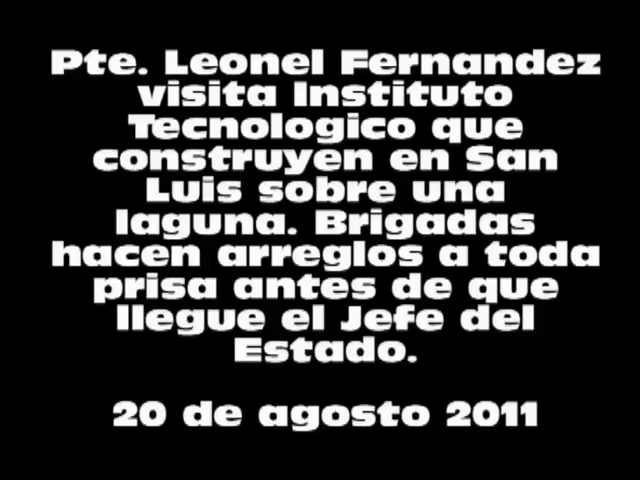 Pte. Leonel Fernandez
visita Instituto
Tecnologico que
construyen en San
Luis sobre una
laguna. Brigadas
hacen arreglos a toda
prisa antes de que
llegue el Jefe del
Estado.
20 de agosto 2011